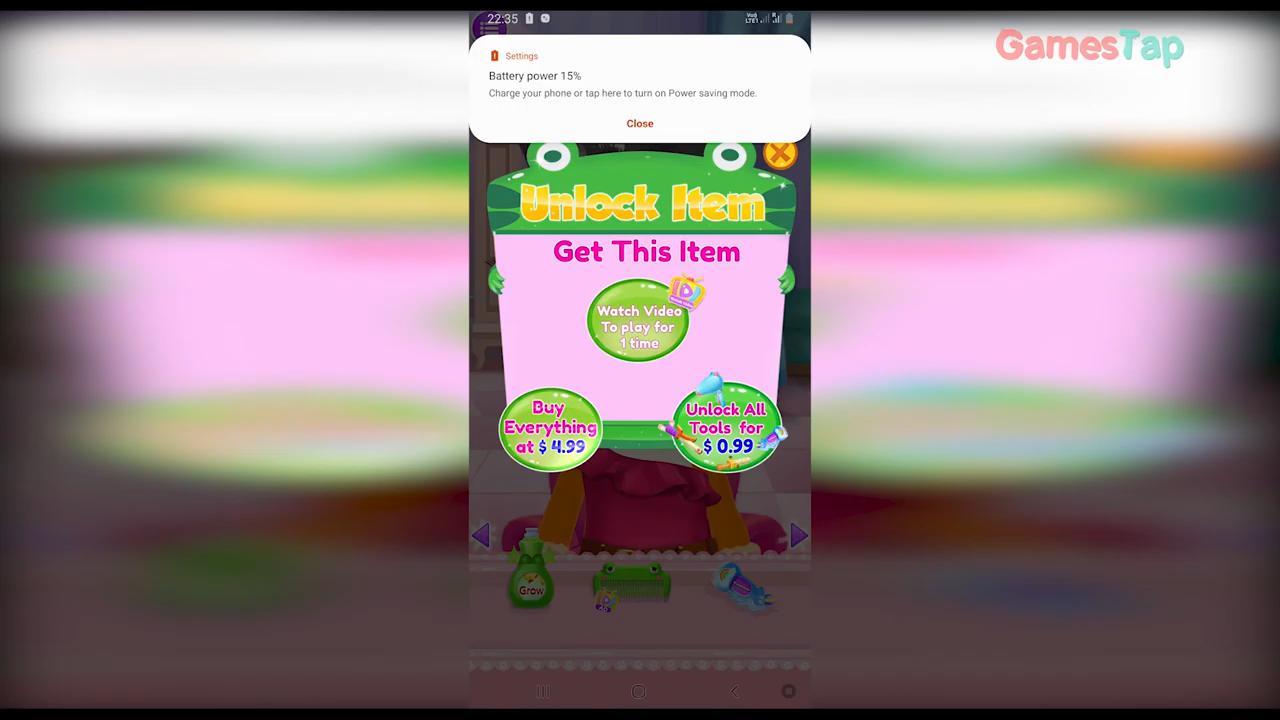 22:35
GamesTap
Settings
Battery power 15%
Charge your phone or tap here to turn on Power saving mode.
Close
Unlock Item
Get This Item
Watch Video
To play for
1 time
Buy
Everything
at $ 4.99
Unlock All
Tools for
$ 0.99
Grow